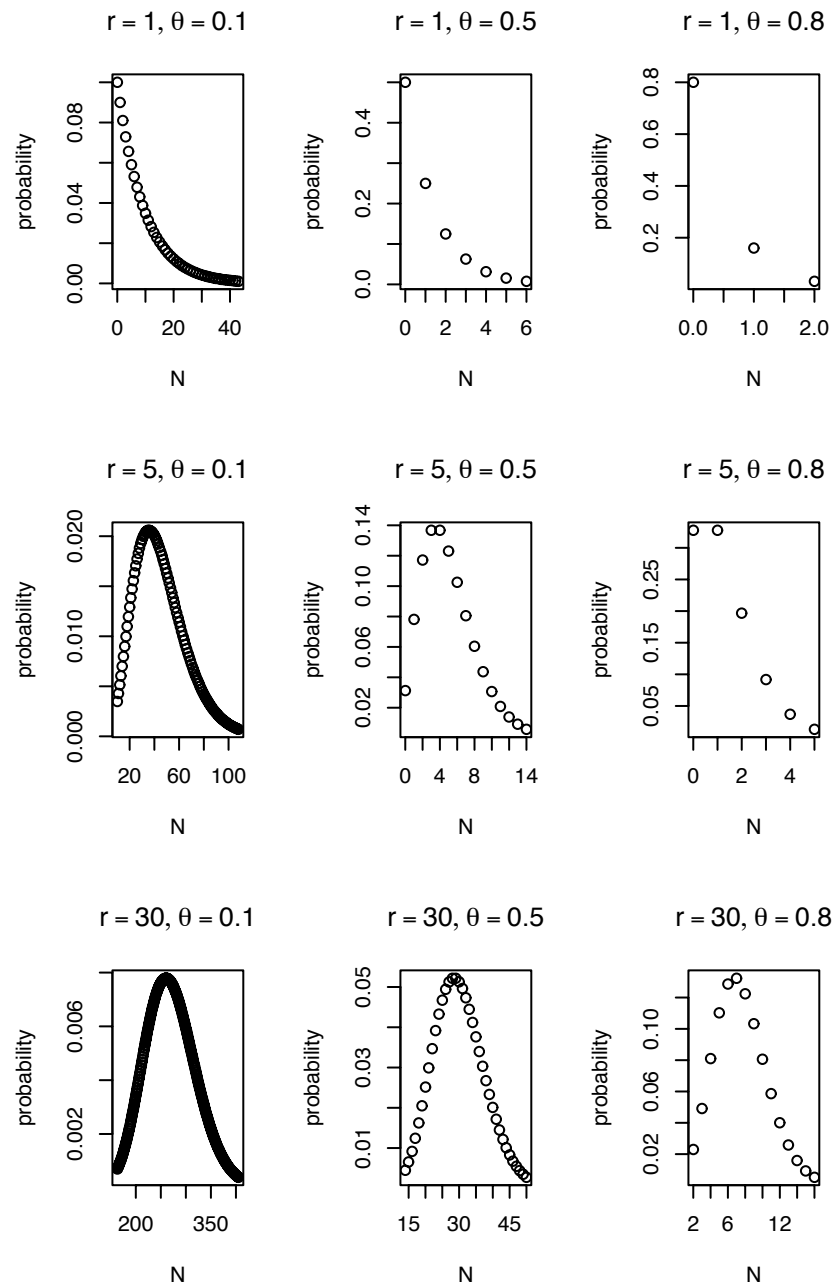 r = 1, θ = 0.1
probability
0.00 0.04 0.08
0 20 40
N
r = 1, θ = 0.5
probability
0.0 0.2 0.4
0 2 4 6
N
r = 1, θ = 0.8
probability
0.2 0.4 0.6 0.8
0.0 1.0 2.0
N
r = 5, θ = 0.1
probability
0.000 0.010 0.020
20 60 100
N
r = 5, θ = 0.5
probability
0.02 0.06 0.10 0.14
0 4 8 14
N
r = 5, θ = 0.8
probability
0.05 0.15 0.25
0 2 4
N
r = 30, θ = 0.1
probability
0.002 0.006
200 350
N
r = 30, θ = 0.5
probability
0.01 0.03 0.05
15 30 45
N
r = 30, θ = 0.8
probability
0.02 0.06 0.10
2 6 12
N